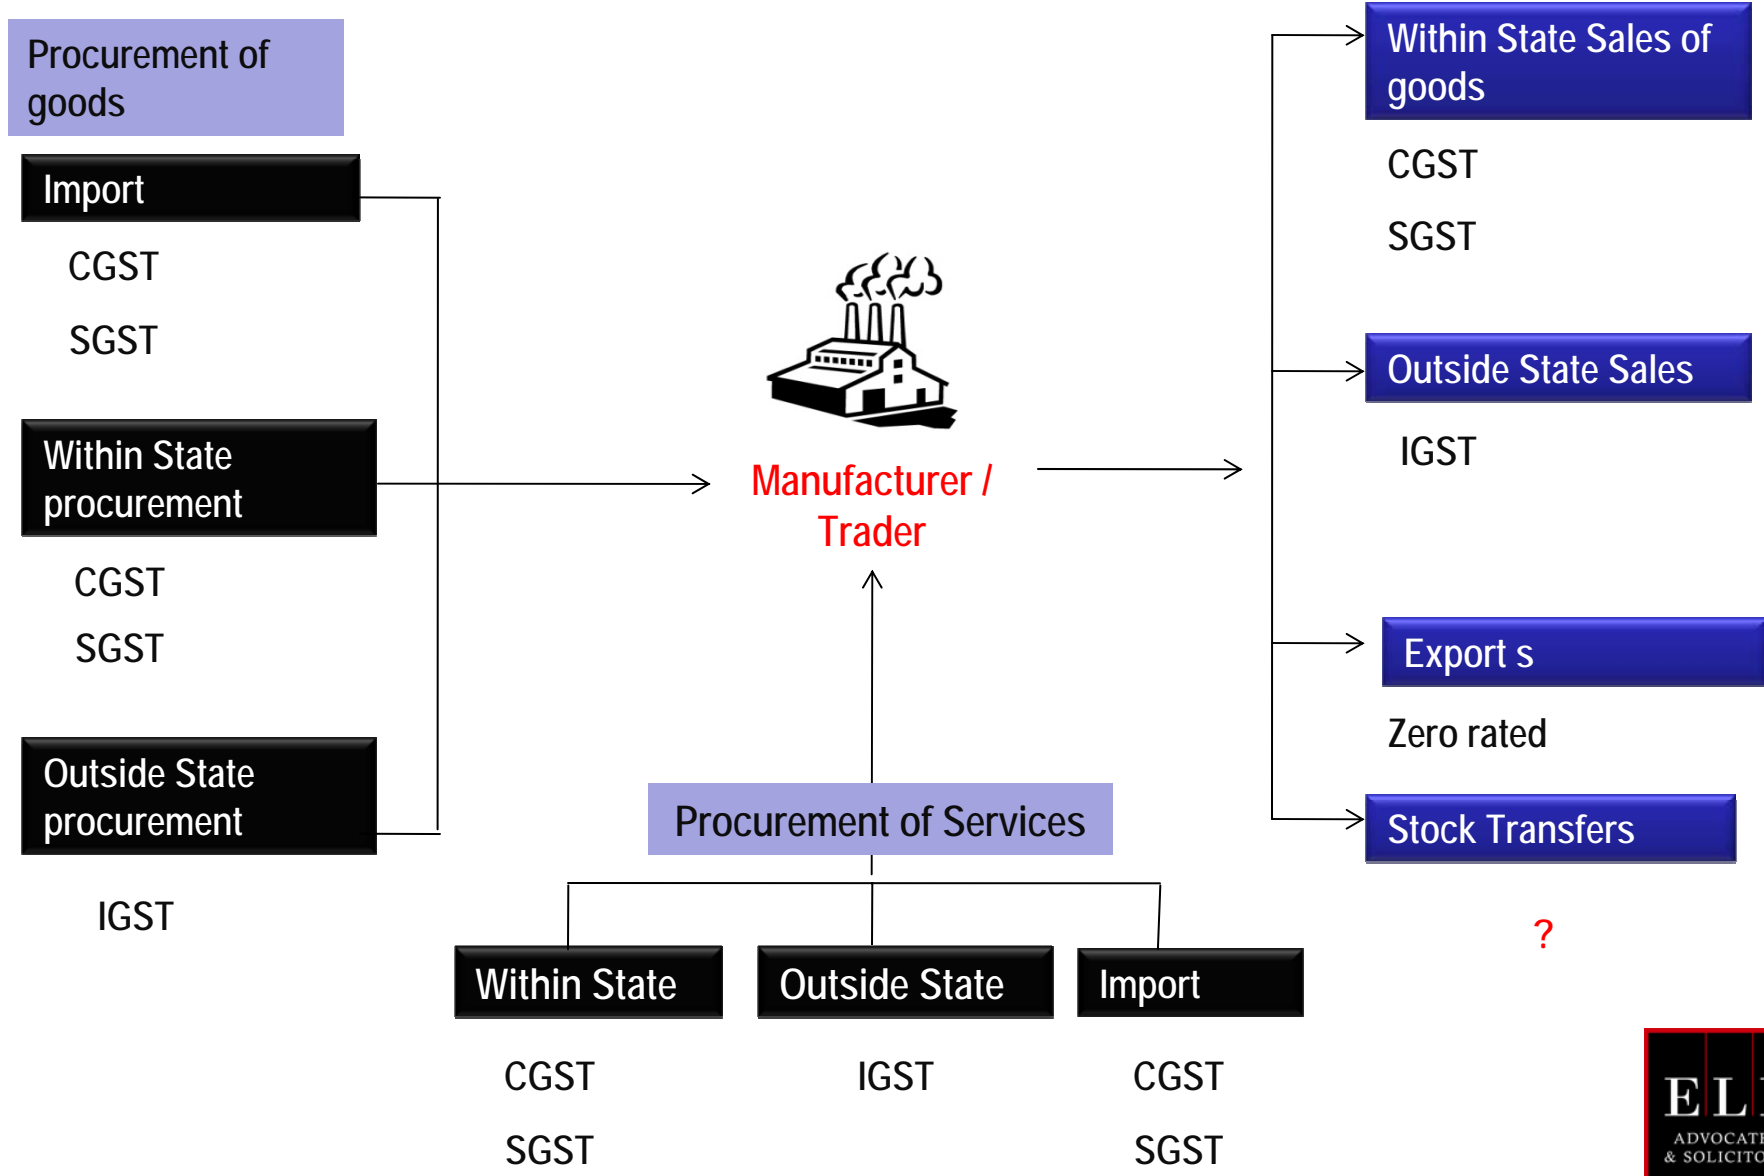 Procurement of
goods
Import
CGST
SGST
Within State
procurement
CGST
SGST
Outside State
procurement
IGST
Manufacturer /
Trader
Procurement of Services
Within State
CGST
SGST
Outside State
IGST
Import
CGST
SGST
Within State Sales of
goods
CGST
SGST
Outside State Sales
IGST
Export s
Zero rated
Stock Transfers
?
&